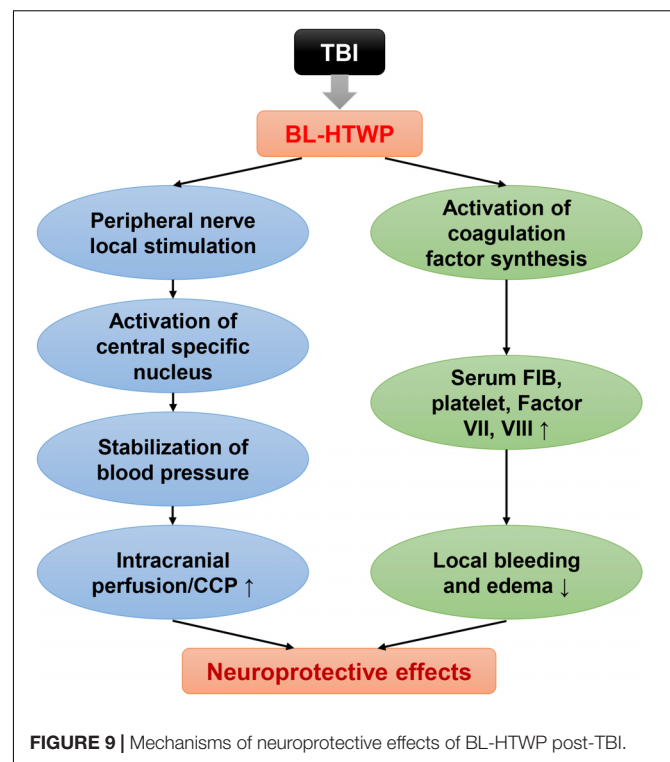 TBI
BL-HTWP
Peripheral nerve
local stimulation
Activation of
central specific
nucleus
Stabilization of
blood pressure
Intracranial
perfusion/CCP ↑
Activation of
coagulation
factor synthesis
Serum FIB,
platelet, Factor
VII, VIII ↑
Local bleeding
and edema ↓
Neuroprotective effects
FIGURE 9 | Mechanisms of neuroprotective effects of BL-HTWP post-TBI.